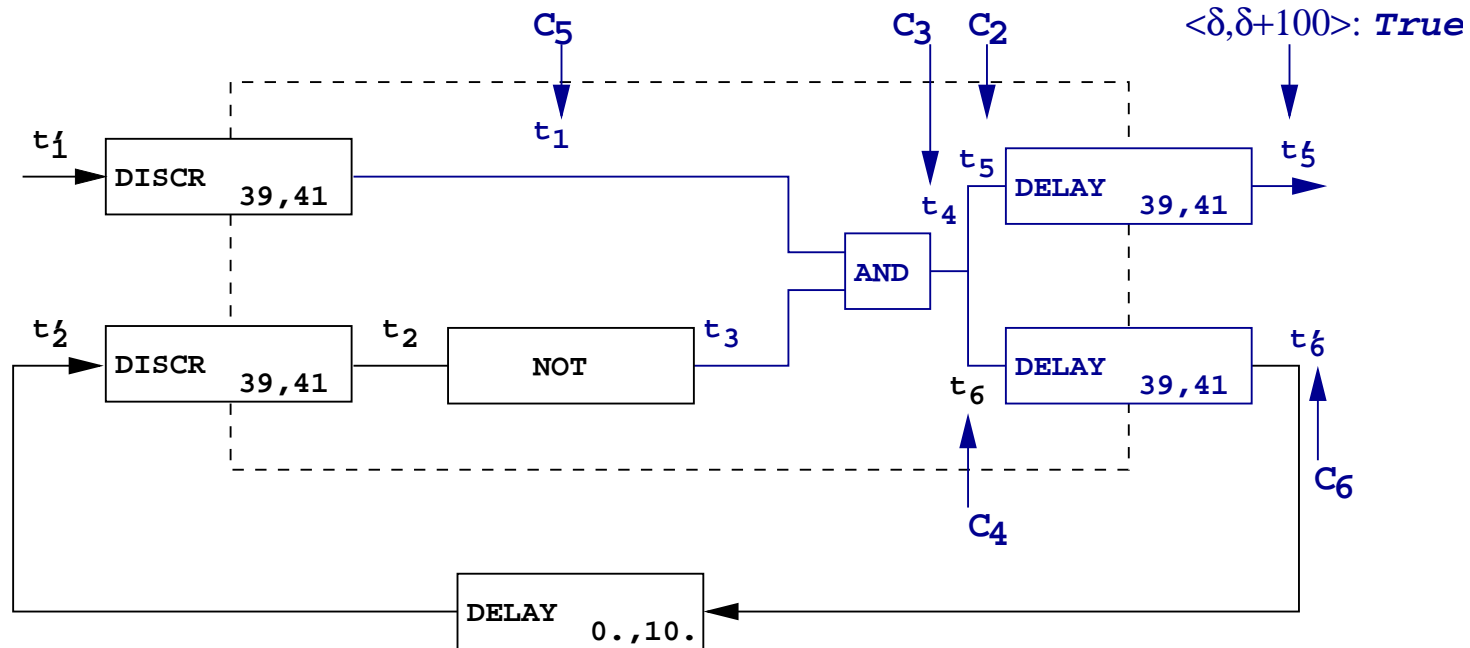 C5 C3 C2 <δ,δ+100>: True
t'1 t1 t'5
DISCR 39,41
t5 DELAY 39,41
t4
AND
t'2 t2 t3 t'6
DISCR 39,41
NOT
DELAY 39,41
t6
C6
C4
DELAY 0.,10.